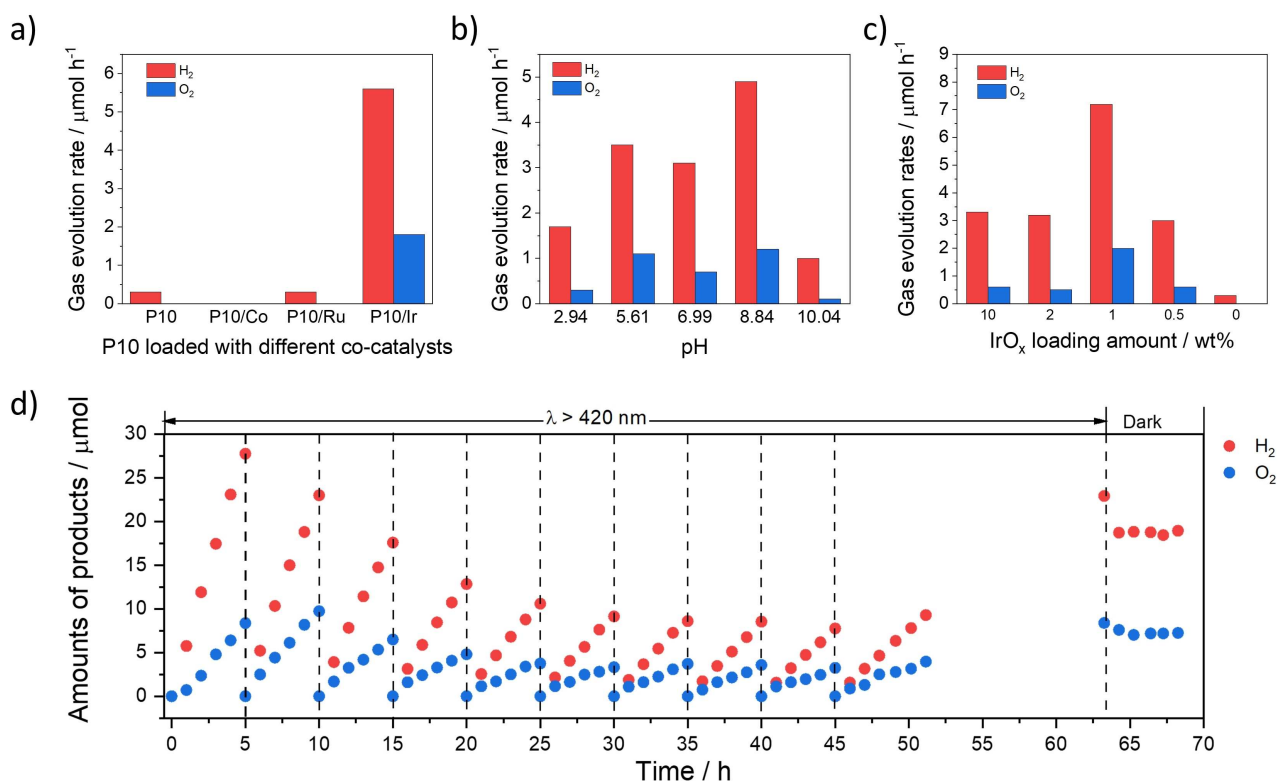 a)
Gas evolution rate / μmol h⁻¹
6
5
4
3
2
1
0
H₂
O₂
P10 P10/Co P10/Ru P10/Ir
P10 loaded with different co-catalysts
b)
Gas evolution rate / μmol h⁻¹
5
4
3
2
1
0
H₂
O₂
2.94 5.61 6.99 8.84 10.04
pH
c)
Gas evolution rates / μmol h⁻¹
9
8
7
6
5
4
3
2
1
0
H₂
O₂
10 2 1 0.5 0
IrOₓ loading amount / wt%
d)
Amounts of products / μmol
λ > 420 nm
Dark
30
25
20
15
10
5
0
H₂
O₂
0 5 10 15 20 25 30 35 40 45 50 55 60 65 70
Time / h